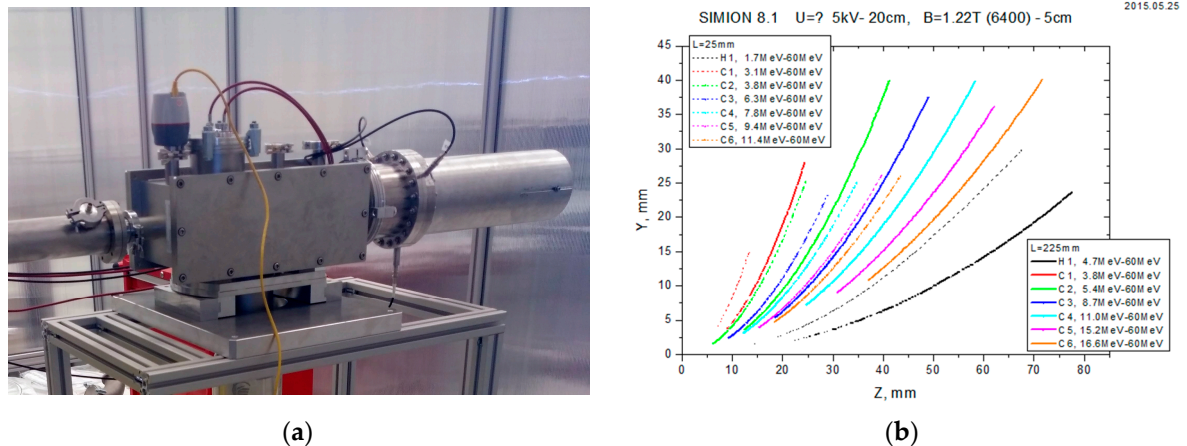 2015.05.25
SIMION 8.1 U=? 5kV- 20cm, B=1.22T (6400) - 5cm
L=25mm
H1, 1.7MeV-60MeV
C1, 3.1MeV-60MeV
C2, 3.8MeV-60MeV
C3, 6.3MeV-60MeV
C4, 7.8MeV-60MeV
C5, 9.4MeV-60MeV
C6, 11.4MeV-60MeV
45
40
35
30
25
20
15
10
5
0
Y, mm
L=225mm
H1, 4.7MeV-60MeV
C1, 3.8MeV-60MeV
C2, 5.4MeV-60MeV
C3, 8.7MeV-60MeV
C4, 11.0MeV-60MeV
C5, 15.2MeV-60MeV
C6, 16.6MeV-60MeV
0 10 20 30 40 50 60 70 80
Z, mm
(a) (b)